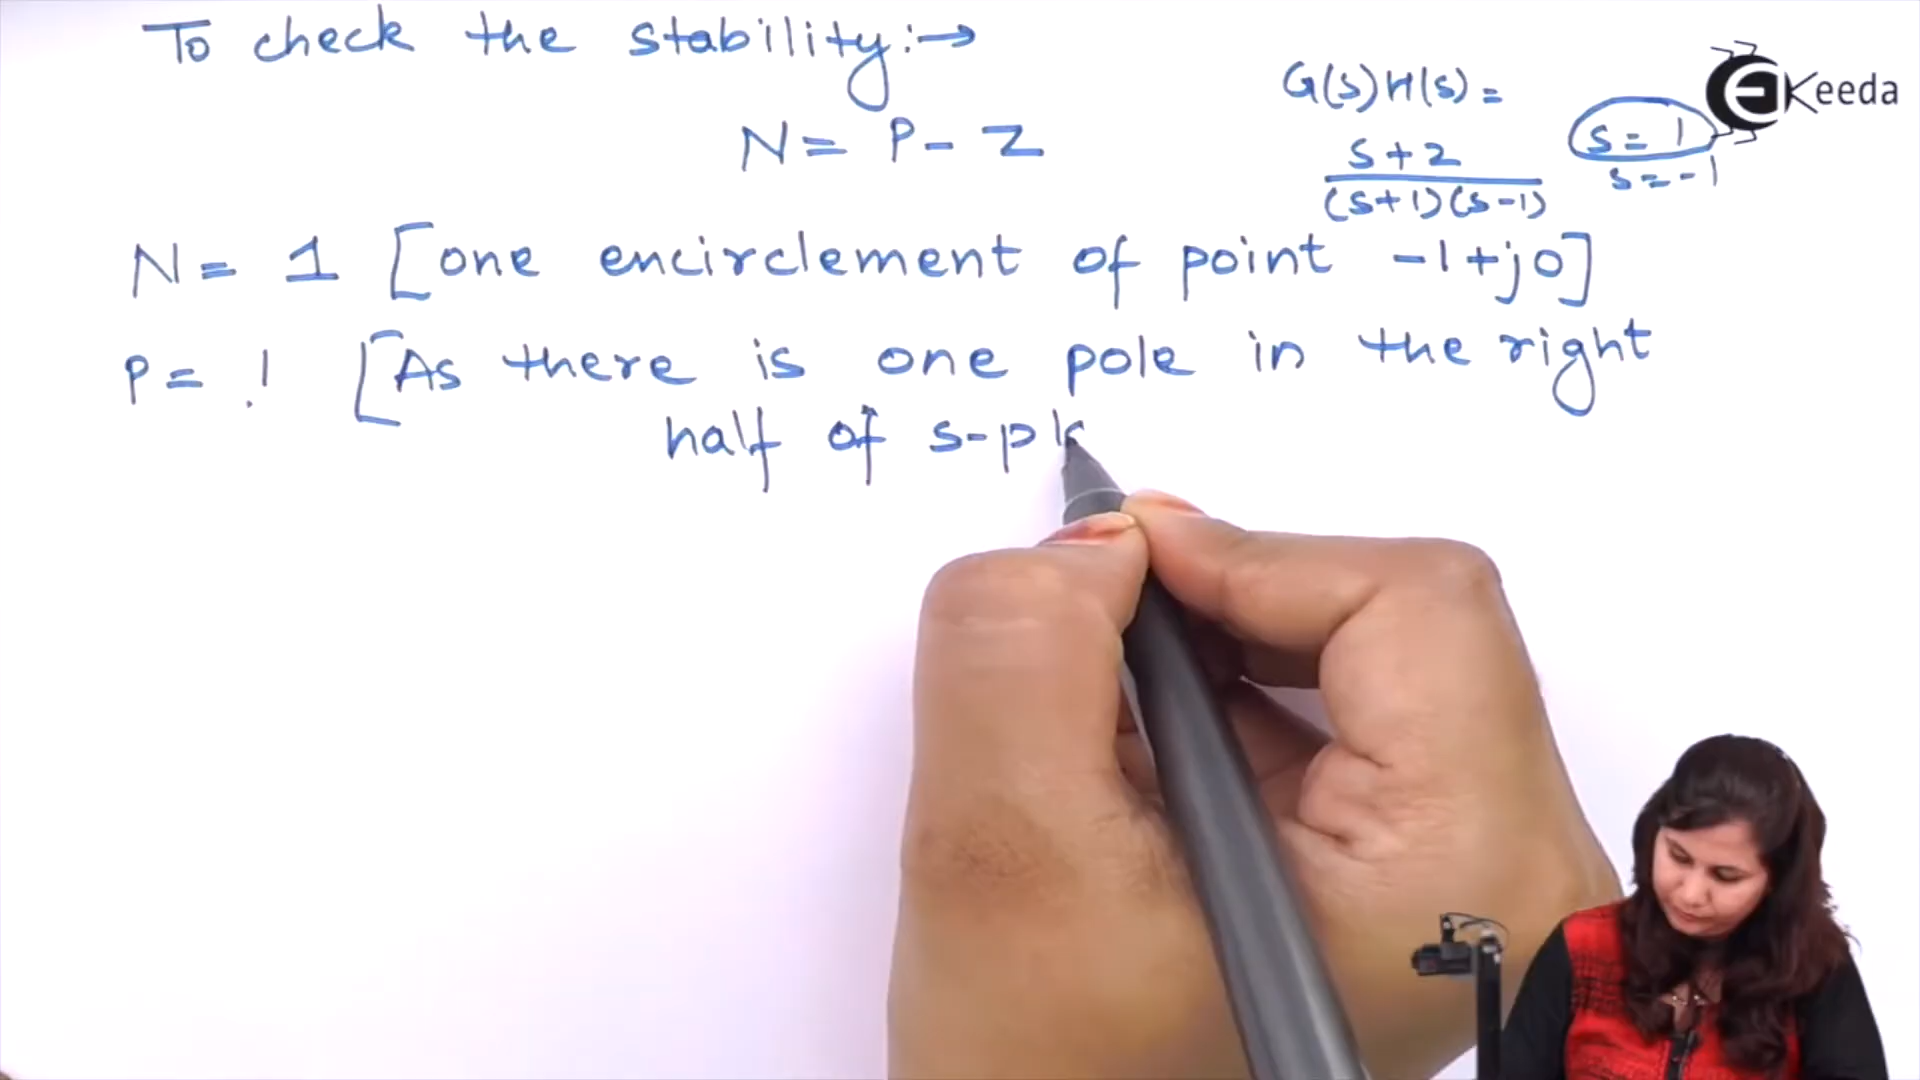 To check the stability:→
G(s)H(s) =
Keeda
N = P - Z
s+2
s = 1
(s+1)(s-1)
s = -1
N = 1 [one encirclement of point -1+j0]
P = 1 [As there is one pole in the right
half of s-pl